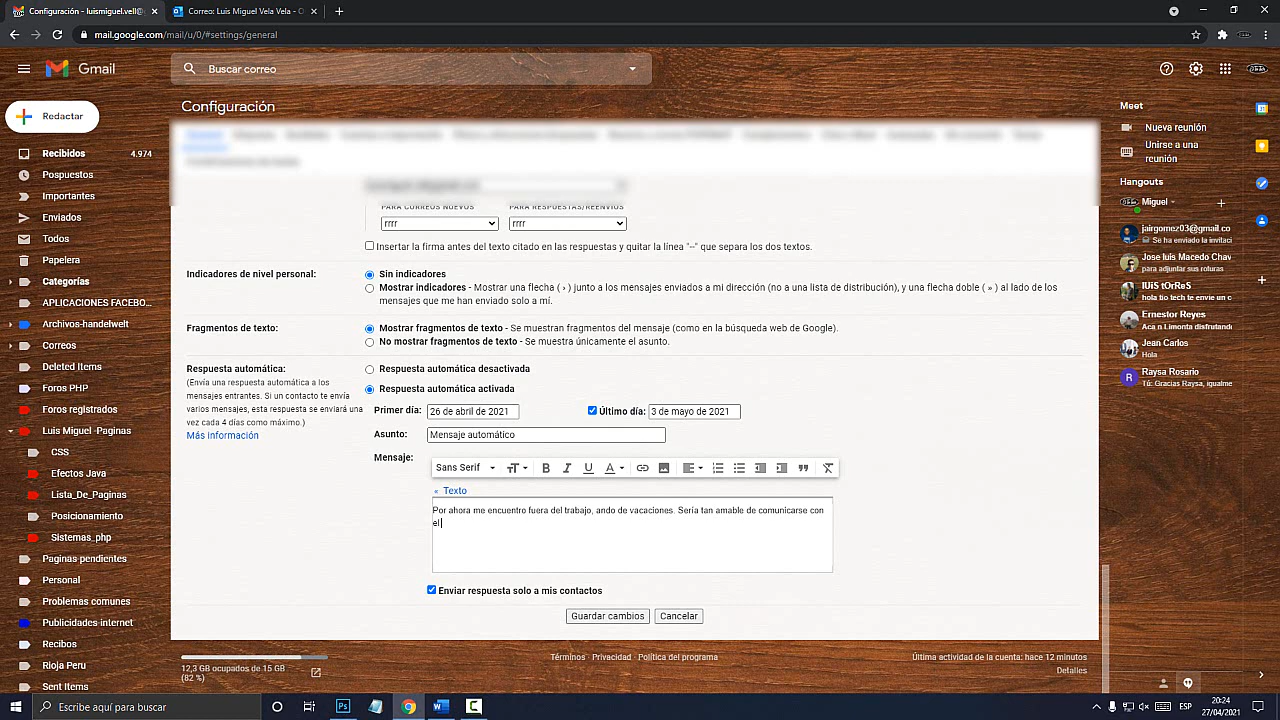 Configuración - luismiguel.vell@
Correo: Luis Miguel Vela Vela - O
mail.google.com/mail/u/0/#settings/general
Gmail
Buscar correo
Configuración
Redactar
Recibidos 4.974
Pospuestos
Importantes
Enviados
Todos
Papelera
Categorías
APLICACIONES FACEBO...
Archivos-handelwelt
Correos
Deleted Items
Foros PHP
Foros registrados
Luis Miguel -Paginas
CSS
Efectos Java
Lista_De_Paginas
Posicionamiento
Sistemas_php
Paginas-pendientes
Personal
Problemas comunes
Publicidades-internet
Recibos
Rioja Peru
Sent Items
PARA CORREOS NUEVOS PARA RESPUESTAS/REENVÍOS
rrrr rrrr
Insertar la firma antes del texto citado en las respuestas y quitar la línea "--" que separa los dos textos.
Indicadores de nivel personal:
Sin indicadores
Mostrar indicadores - Mostrar una flecha ( › ) junto a los mensajes enviados a mi dirección (no a una lista de distribución), y una flecha doble ( » ) al lado de los
mensajes que me han enviado solo a mí.
Fragmentos de texto:
Mostrar fragmentos de texto - Se muestran fragmentos del mensaje (como en la búsqueda web de Google).
No mostrar fragmentos de texto - Se muestra únicamente el asunto.
Respuesta automática:
(Envía una respuesta automática a los
mensajes entrantes. Si un contacto te envía
varios mensajes, esta respuesta se enviará una
vez cada 4 días como máximo.)
Más información
Respuesta automática desactivada
Respuesta automática activada
Primer día: 26 de abril de 2021 Último día: 3 de mayo de 2021
Asunto: Mensaje automático
Mensaje:
Sans Serif
« Texto
Por ahora me encuentro fuera del trabajo, ando de vacaciones. Sería tan amable de comunicarse con
el
Enviar respuesta solo a mis contactos
Guardar cambios Cancelar
12,3 GB ocupados de 15 GB
(82 %)
Términos · Privacidad · Política del programa
Última actividad de la cuenta: hace 12 minutos
Detalles
Meet
Nueva reunión
Unirse a una
reunión
Hangouts
Miguel
jairgomez03@gmail.co
Se ha enviado la invitaci
Jose luis Macedo Chav
para adjuntar sus roturas
lUiS tOrReS
hola tio tech te envie un c
Ernestor Reyes
Aca n Limonta disfrutando
Jean Carlos
Hola
R
Raysa Rosario
Tú: Gracias Raysa, igualme
Escribe aquí para buscar
ESP
20:24
27/04/2021